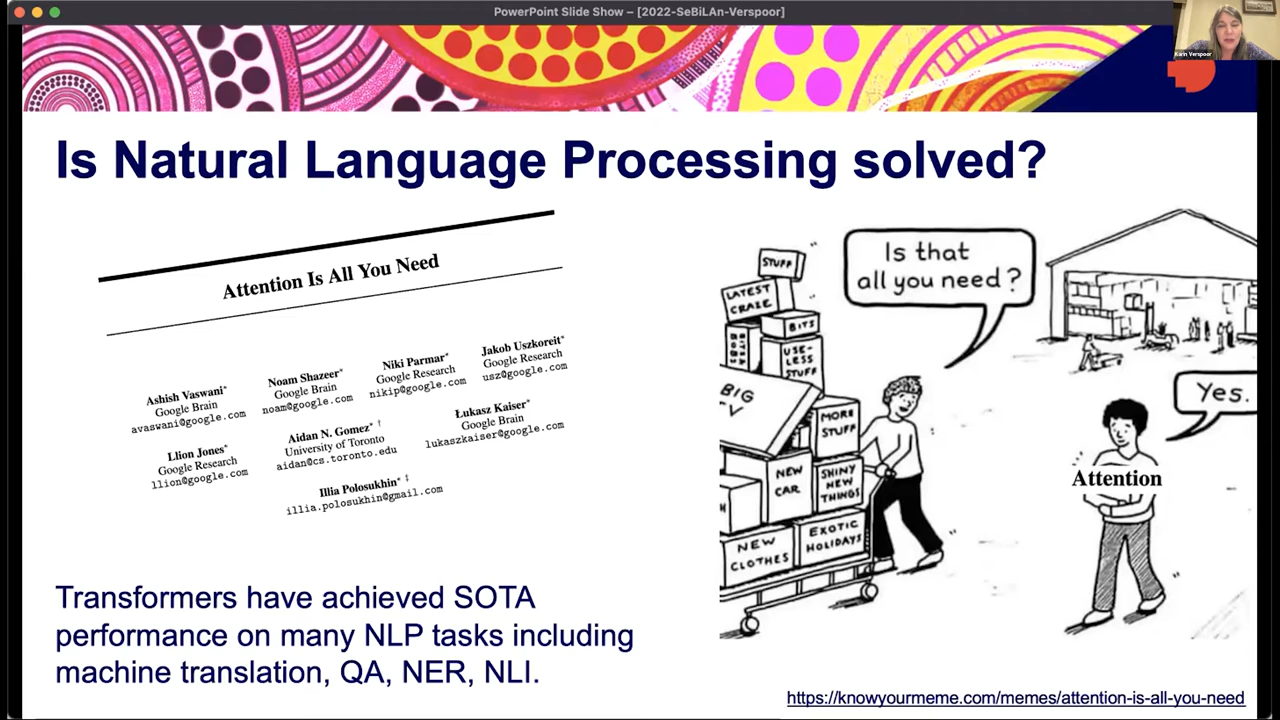 PowerPoint Slide Show – [2022-SeBiLAn-Verspoor]
Karin Verspoor
Is Natural Language Processing solved?
Attention Is All You Need
Ashish Vaswani*
Google Brain
avaswani@google.com
Noam Shazeer*
Google Brain
noam@google.com
Niki Parmar*
Google Research
nikip@google.com
Jakob Uszkoreit*
Google Research
usz@google.com
Llion Jones*
Google Research
llion@google.com
Aidan N. Gomez* †
University of Toronto
aidan@cs.toronto.edu
Łukasz Kaiser*
Google Brain
lukaszkaiser@google.com
Illia Polosukhin* ‡
illia.polosukhin@gmail.com
Transformers have achieved SOTA
performance on many NLP tasks including
machine translation, QA, NER, NLI.
Is that
all you need?
Yes.
Attention
STUFF
LATEST
CRAZE
BITS
USE-
LESS
STUFF
BIG
MORE
STUFF
NEW
CAR
SHINY
NEW
THINGS
NEW
CLOTHES
EXOTIC
HOLIDAYS
https://knowyourmeme.com/memes/attention-is-all-you-need